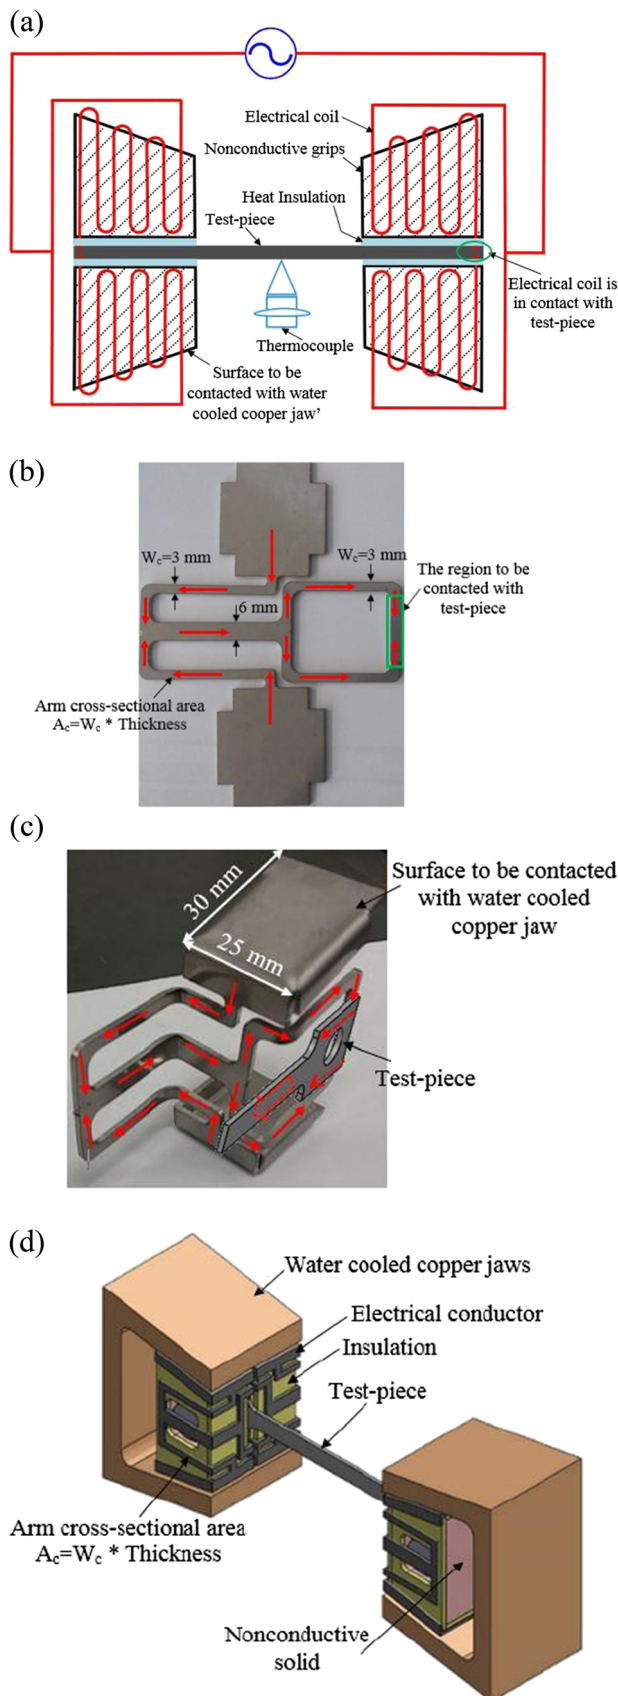 (a)
Electrical coil
Nonconductive grips
Heat Insulation
Test-piece
Electrical coil is
in contact with
test-piece
Thermocouple
Surface to be
contacted with water
cooled cooper jaw’
(b)
Wc=3 mm
Wc=3 mm
The region to be
contacted with
test-piece
6 mm
Arm cross-sectional area
Ac=Wc * Thickness
(c)
Surface to be contacted
with water cooled
copper jaw
30 mm
25 mm
Test-piece
(d)
Water cooled copper jaws
Electrical conductor
Insulation
Test-piece
Arm cross-sectional area
Ac=Wc * Thickness
Nonconductive
solid